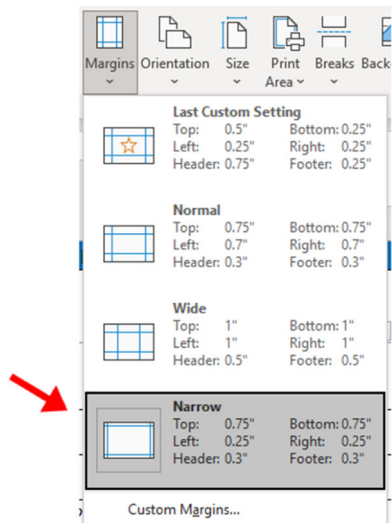 Margins Orientation Size Print Area Breaks Back
Last Custom Setting
Top: 0.5" Bottom: 0.25"
Left: 0.25" Right: 0.25"
Header: 0.75" Footer: 0.25"
Normal
Top: 0.75" Bottom: 0.75"
Left: 0.7" Right: 0.7"
Header: 0.3" Footer: 0.3"
Wide
Top: 1" Bottom: 1"
Left: 1" Right: 1"
Header: 0.5" Footer: 0.5"
Narrow
Top: 0.75" Bottom: 0.75"
Left: 0.25" Right: 0.25"
Header: 0.3" Footer: 0.3"
Custom Margins...